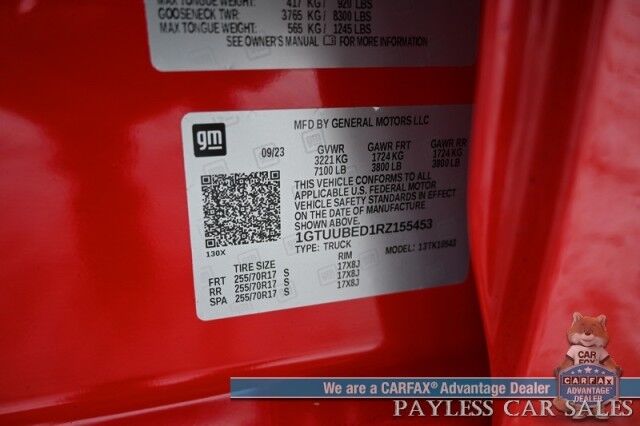 MAX TONGUE WEIGHT: 417 KG/ 920 LBS
GOOSENECK TWR: 3765 KG/ 8300 LBS
MAX TONGUE WEIGHT: 565 KG/ 1245 LBS
SEE OWNER'S MANUAL FOR MORE INFORMATION
gm
MFD BY GENERAL MOTORS LLC
09/23 GVWR GAWR FRT GAWR RR
3221 KG 1724 KG 1724 KG
7100 LB 3800 LB 3800 LB
THIS VEHICLE CONFORMS TO ALL
APPLICABLE U.S. FEDERAL MOTOR
VEHICLE SAFETY STANDARDS IN EFFECT
ON THE DATE OF MANUFACTURE
SHOWN ABOVE.
1GTUUBED1RZ155453
130X
TYPE: TRUCK MODEL: 13TK10543
TIRE SIZE RIM
FRT 255/70R17 S 17X8J
RR 255/70R17 S 17X8J
SPA 255/70R17 S 17X8J
We are a CARFAX® Advantage Dealer
PAYLESS CAR SALES
CAR
FOX
CARFAX
ADVANTAGE
DEALER